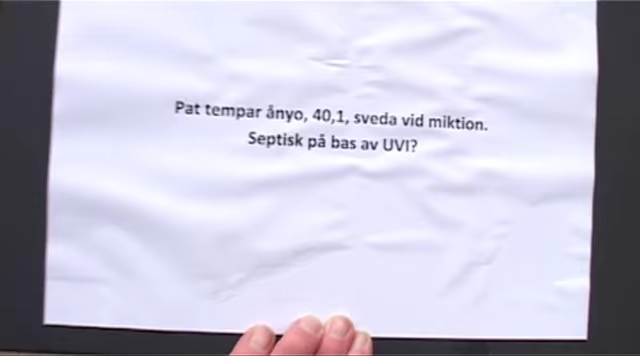 Pat tempar ånyo, 40,1, sveda vid miktion.
Septisk på bas av UVI?